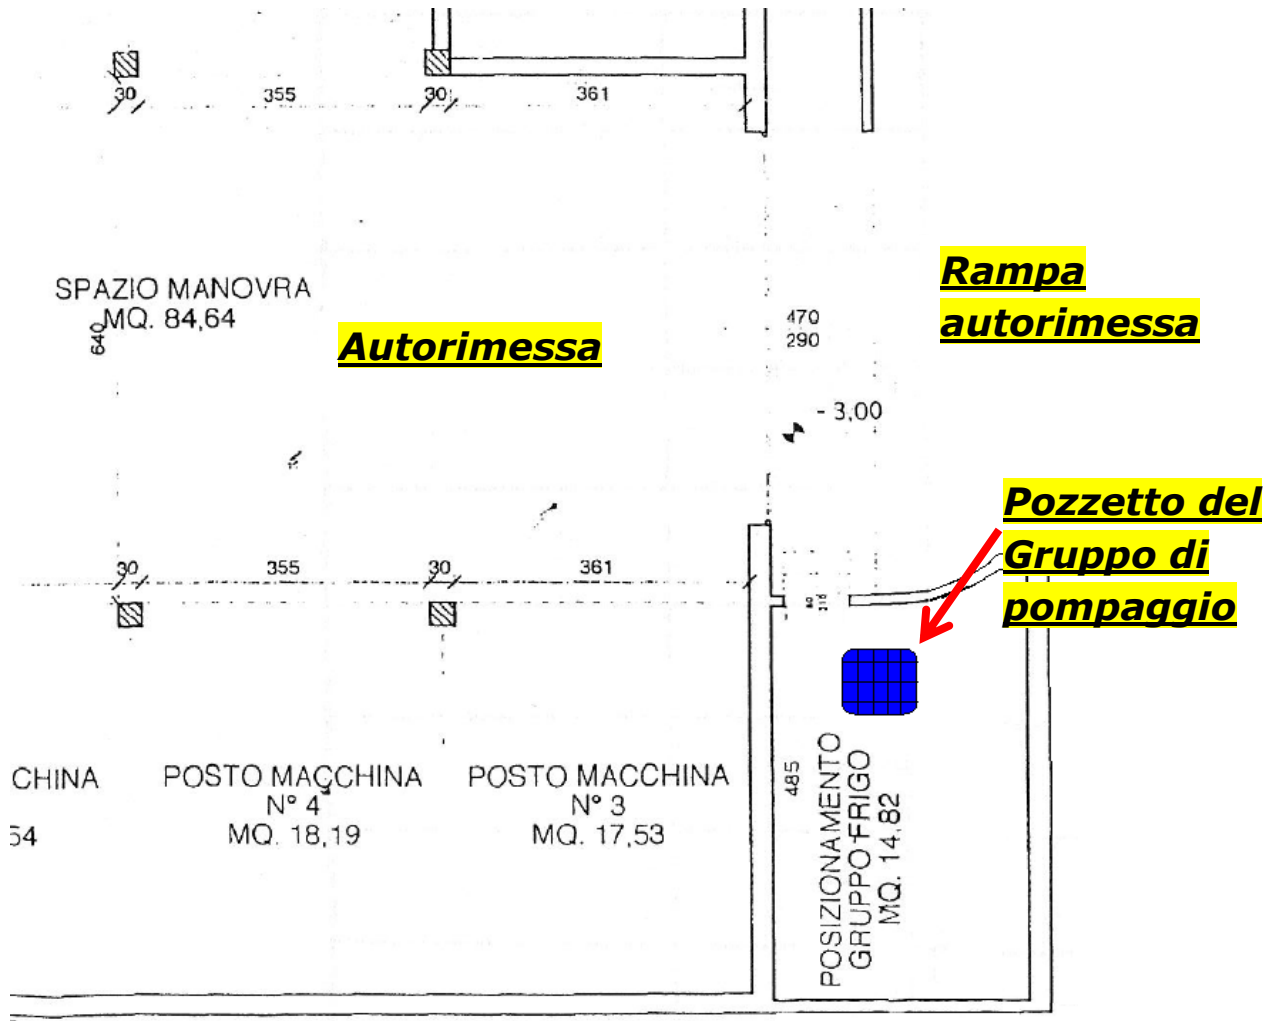 30 355 30 361
SPAZIO MANOVRA
MQ. 84,64
640
Autorimessa
Rampa
autorimessa
470
290
- 3,00
Pozzetto del
Gruppo di
pompaggio
30 355 30 361
CHINA
54
POSTO MACCHINA
N° 4
MQ. 18,19
POSTO MACCHINA
N° 3
MQ. 17,53
485
POSIZIONAMENTO
GRUPPO FRIGO
MQ. 14,82